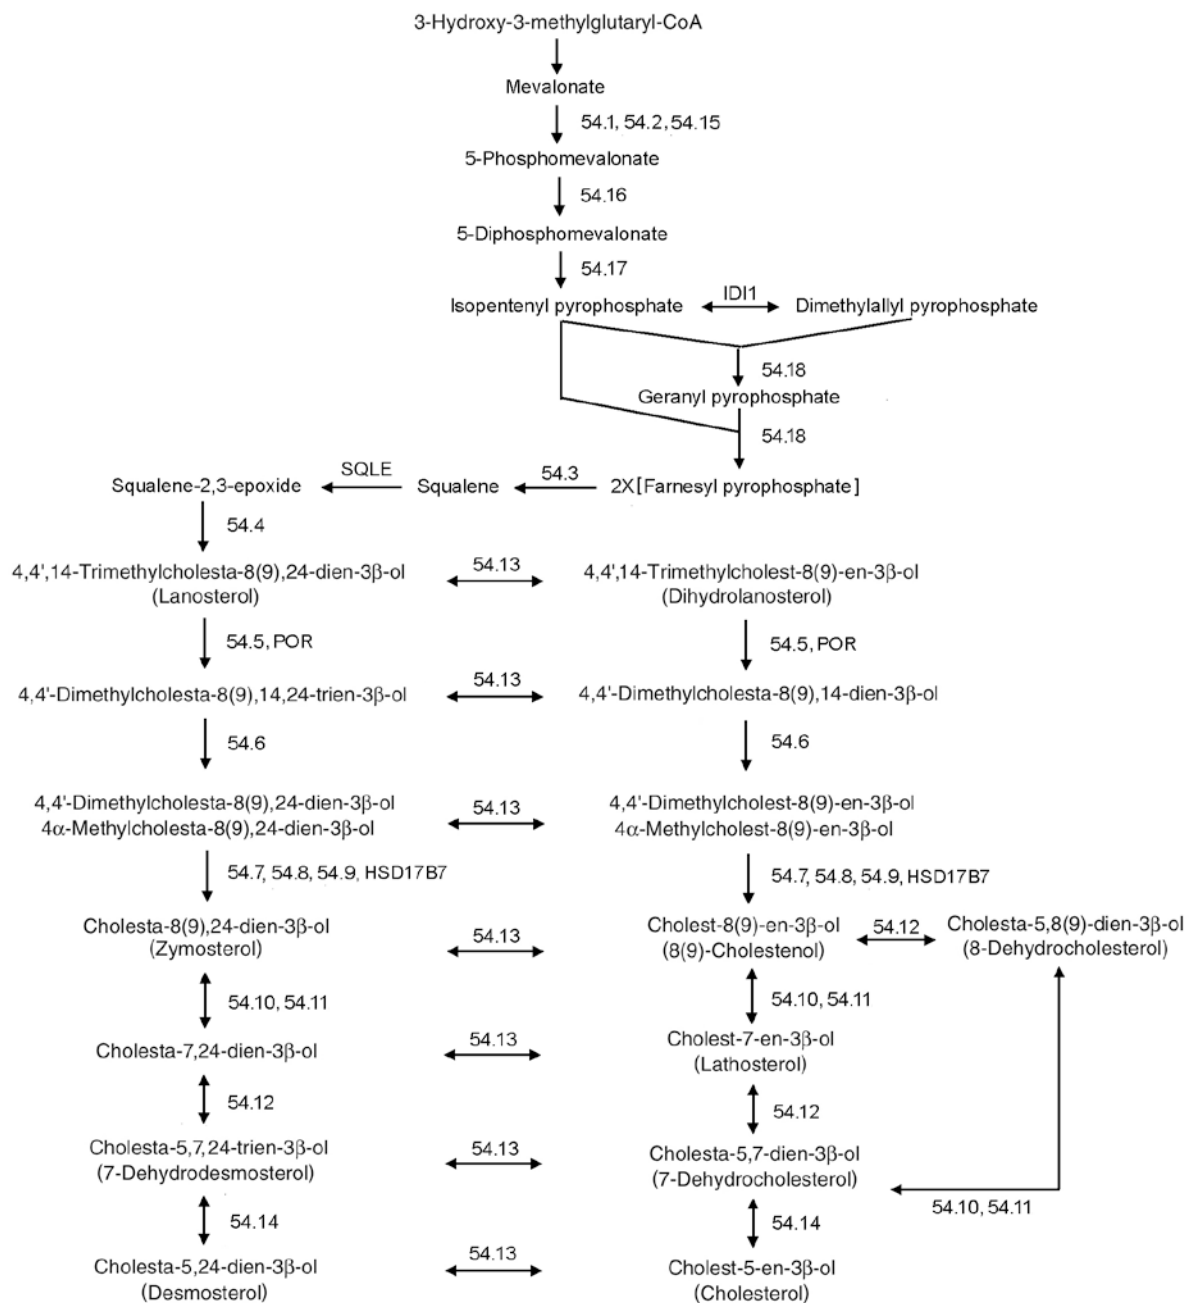 3-Hydroxy-3-methylglutaryl-CoA
Mevalonate
54.1, 54.2, 54.15
5-Phosphomevalonate
54.16
5-Diphosphomevalonate
54.17
Isopentenyl pyrophosphate
IDI1
Dimethylallyl pyrophosphate
54.18
Geranyl pyrophosphate
54.18
Squalene-2,3-epoxide
SQLE
Squalene
54.3
2X[Farnesyl pyrophosphate]
54.4
4,4',14-Trimethylcholesta-8(9),24-dien-3β-ol
(Lanosterol)
54.13
4,4',14-Trimethylcholest-8(9)-en-3β-ol
(Dihydrolanosterol)
54.5, POR
54.5, POR
4,4'-Dimethylcholesta-8(9),14,24-trien-3β-ol
54.13
4,4'-Dimethylcholesta-8(9),14-dien-3β-ol
54.6
54.6
4,4'-Dimethylcholesta-8(9),24-dien-3β-ol
4α-Methylcholesta-8(9),24-dien-3β-ol
54.13
4,4'-Dimethylcholest-8(9)-en-3β-ol
4α-Methylcholest-8(9)-en-3β-ol
54.7, 54.8, 54.9, HSD17B7
54.7, 54.8, 54.9, HSD17B7
Cholesta-8(9),24-dien-3β-ol
(Zymosterol)
54.13
Cholest-8(9)-en-3β-ol
(8(9)-Cholestenol)
54.12
Cholesta-5,8(9)-dien-3β-ol
(8-Dehydrocholesterol)
54.10, 54.11
54.10, 54.11
Cholesta-7,24-dien-3β-ol
54.13
Cholest-7-en-3β-ol
(Lathosterol)
54.12
54.12
Cholesta-5,7,24-trien-3β-ol
(7-Dehydrodesmosterol)
54.13
Cholesta-5,7-dien-3β-ol
(7-Dehydrocholesterol)
54.10, 54.11
54.14
54.14
Cholesta-5,24-dien-3β-ol
(Desmosterol)
54.13
Cholest-5-en-3β-ol
(Cholesterol)